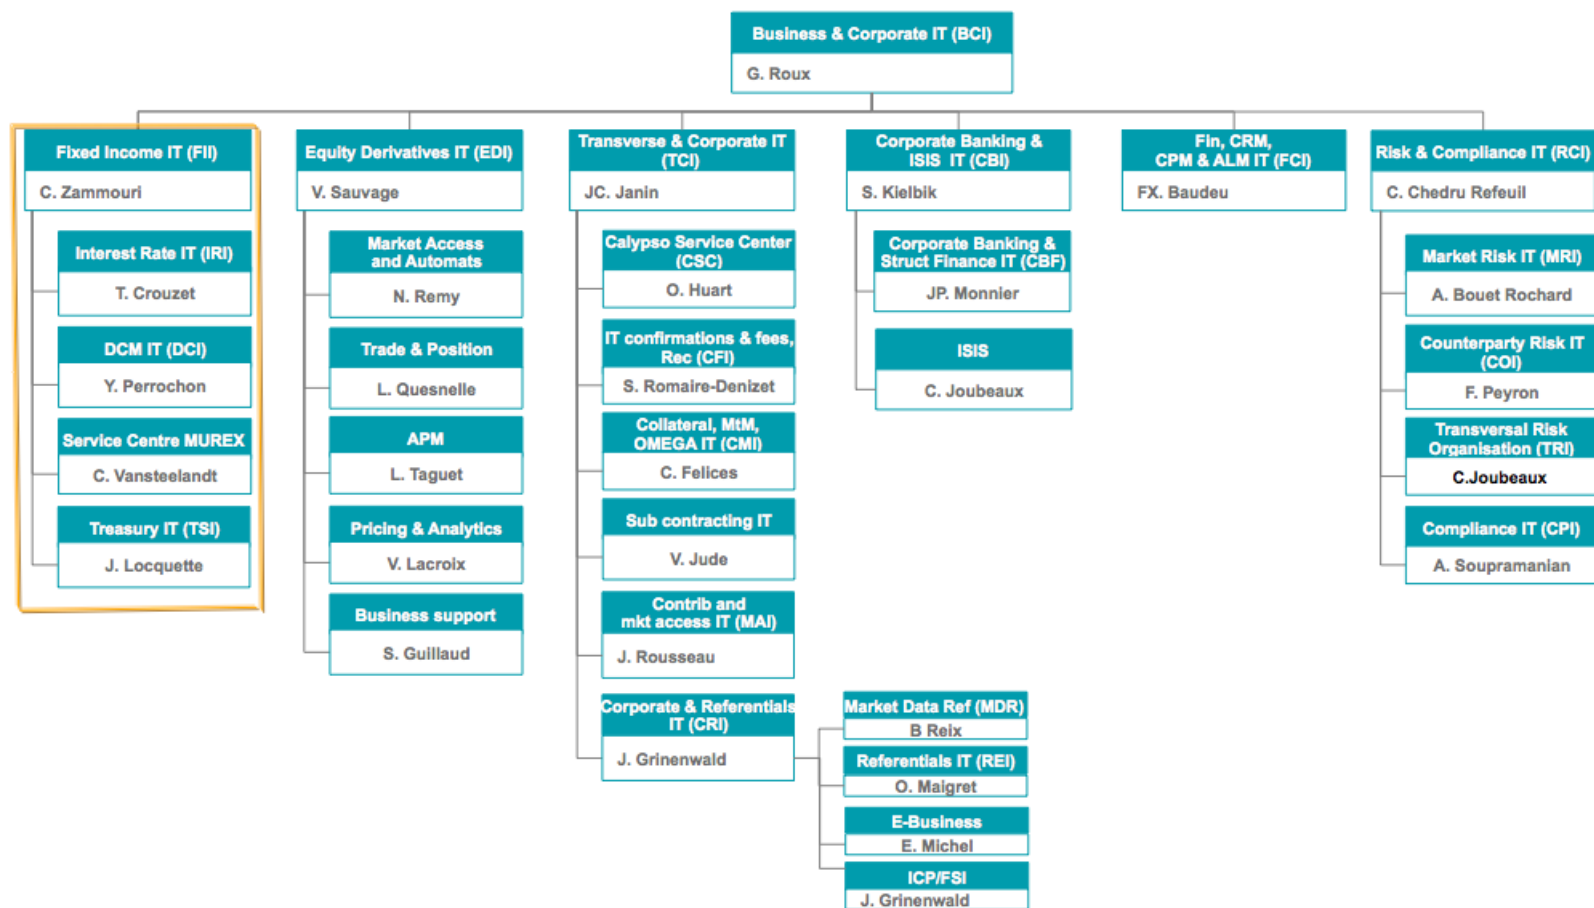 Business & Corporate IT (BCI)
G. Roux
Fixed Income IT (FII)
C. Zammouri
Interest Rate IT (IRI)
T. Crouzet
DCM IT (DCI)
Y. Perrochon
Service Centre MUREX
C. Vansteelandt
Treasury IT (TSI)
J. Locquette
Equity Derivatives IT (EDI)
V. Sauvage
Market Access
and Automats
N. Remy
Trade & Position
L. Quesnelle
APM
L. Taguet
Pricing & Analytics
V. Lacroix
Business support
S. Guillaud
Transverse & Corporate IT
(TCI)
JC. Janin
Calypso Service Center
(CSC)
O. Huart
IT confirmations & fees,
Rec (CFI)
S. Romaire-Denizet
Collateral, MtM,
OMEGA IT (CMI)
C. Felices
Sub contracting IT
V. Jude
Contrib and
mkt access IT (MAI)
J. Rousseau
Corporate & Referentials
IT (CRI)
J. Grinenwald
Market Data Ref (MDR)
B Reix
Referentials IT (REI)
O. Maigret
E-Business
E. Michel
ICP/FSI
J. Grinenwald
Corporate Banking &
ISIS IT (CBI)
S. Kielbik
Corporate Banking &
Struct Finance IT (CBF)
JP. Monnier
ISIS
C. Joubeaux
Fin, CRM,
CPM & ALM IT (FCI)
FX. Baudeu
Risk & Compliance IT (RCI)
C. Chedru Refeuil
Market Risk IT (MRI)
A. Bouet Rochard
Counterparty Risk IT
(COI)
F. Peyron
Transversal Risk
Organisation (TRI)
C.Joubeaux
Compliance IT (CPI)
A. Soupramanian